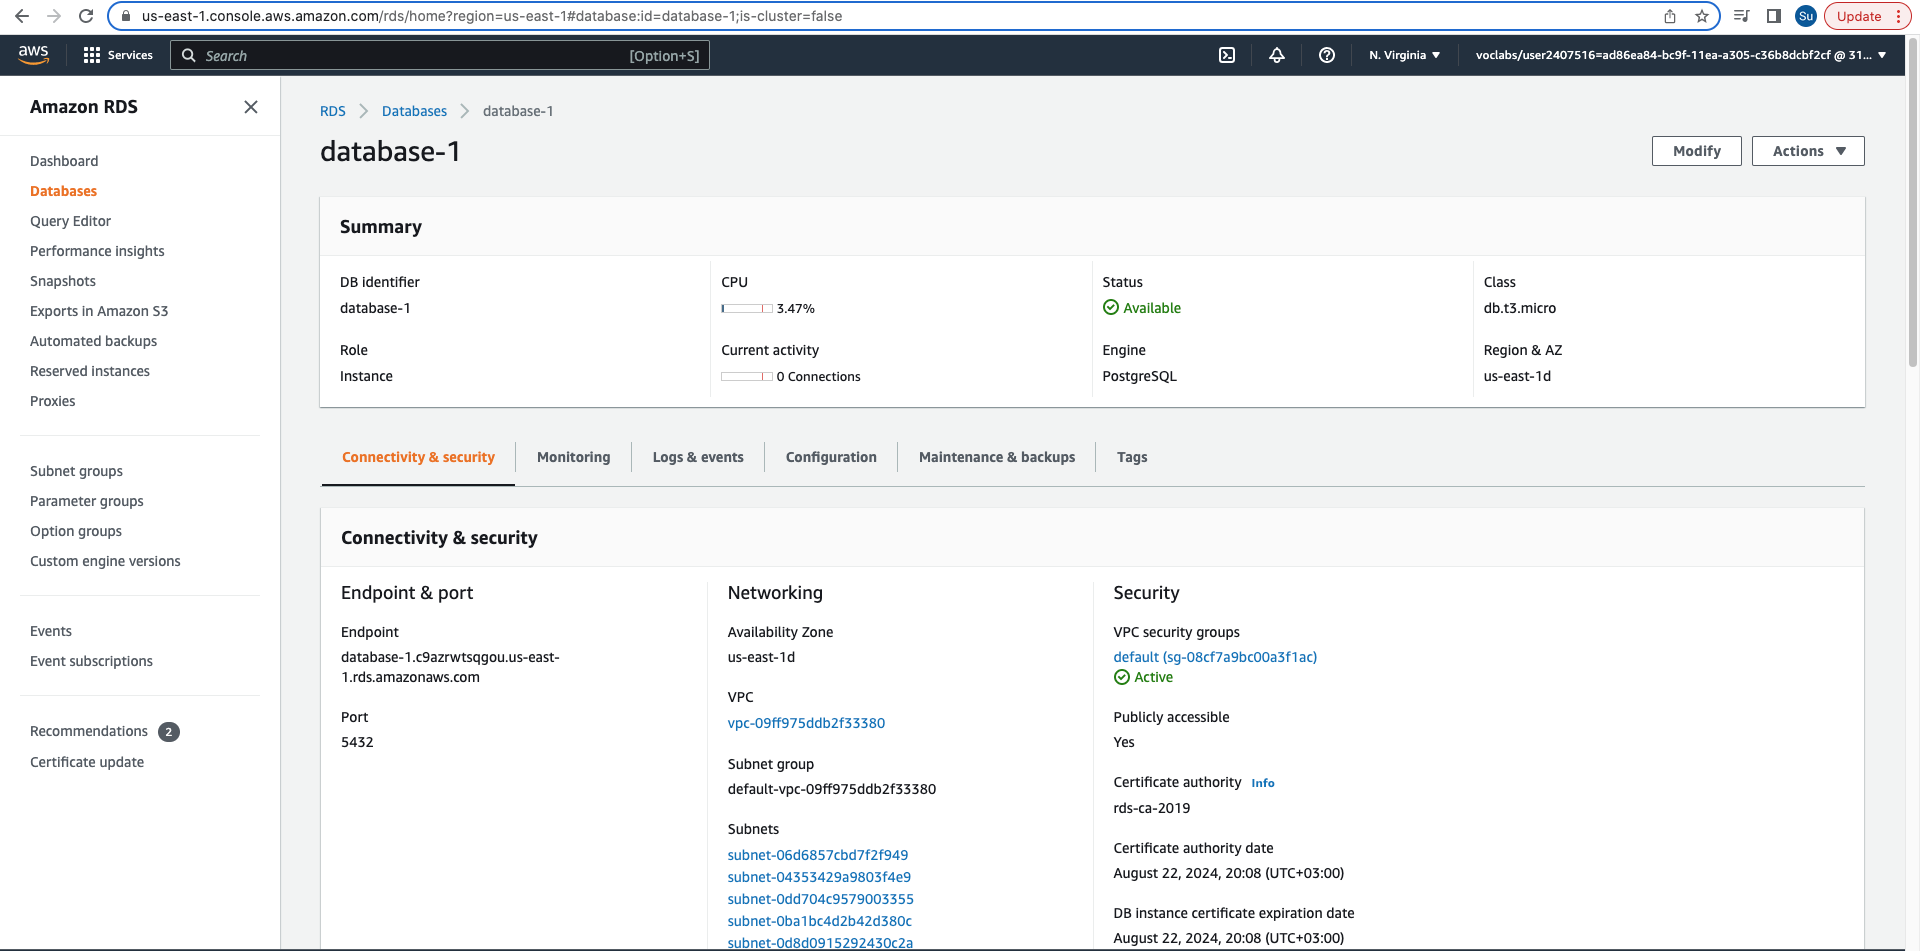 us-east-1.console.aws.amazon.com/rds/home?region=us-east-1#database:id=database-1;is-cluster=false
Su
Update
aws
Services
Search
[Option+S]
N. Virginia
voclabs/user2407516=ad86ea84-bc9f-11ea-a305-c36b8dcbf2cf @ 31...
Amazon RDS
Dashboard
Databases
Query Editor
Performance insights
Snapshots
Exports in Amazon S3
Automated backups
Reserved instances
Proxies
Subnet groups
Parameter groups
Option groups
Custom engine versions
Events
Event subscriptions
Recommendations 2
Certificate update
RDS
Databases
database-1
database-1
Modify
Actions
Summary
DB identifier
database-1
CPU
3.47%
Status
Available
Class
db.t3.micro
Role
Instance
Current activity
0 Connections
Engine
PostgreSQL
Region & AZ
us-east-1d
Connectivity & security
Monitoring
Logs & events
Configuration
Maintenance & backups
Tags
Connectivity & security
Endpoint & port
Endpoint
database-1.c9azrwtsqgou.us-east-
1.rds.amazonaws.com
Port
5432
Networking
Availability Zone
us-east-1d
VPC
vpc-09ff975ddb2f33380
Subnet group
default-vpc-09ff975ddb2f33380
Subnets
subnet-06d6857cbd7f2f949
subnet-04353429a9803f4e9
subnet-0dd704c9579003355
subnet-0ba1bc4d2b42d380c
subnet-0d8d0915292430c2a
Security
VPC security groups
default (sg-08cf7a9bc00a3f1ac)
Active
Publicly accessible
Yes
Certificate authority Info
rds-ca-2019
Certificate authority date
August 22, 2024, 20:08 (UTC+03:00)
DB instance certificate expiration date
August 22, 2024, 20:08 (UTC+03:00)